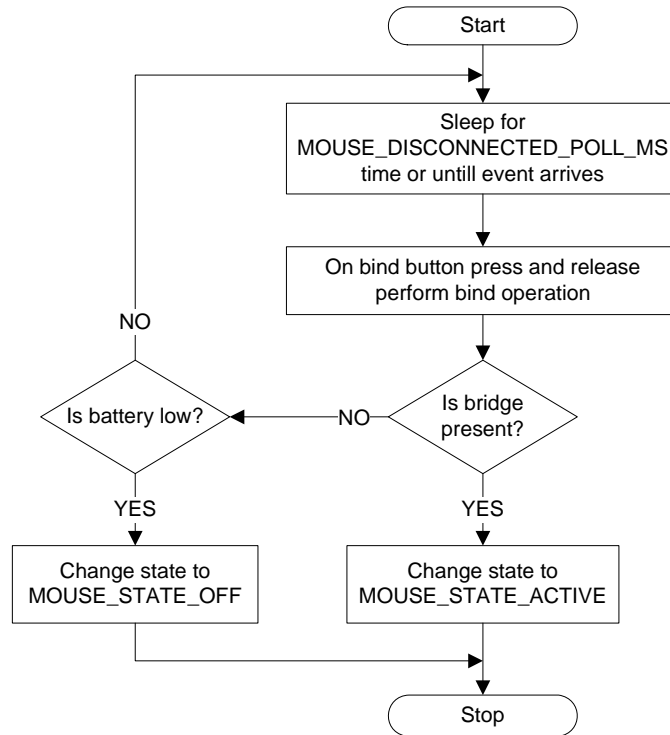 Start
Sleep for
MOUSE_DISCONNECTED_POLL_MS
time or untill event arrives
On bind button press and release
perform bind operation
NO
Is battery low?
NO
Is bridge
present?
YES
YES
Change state to
MOUSE_STATE_OFF
Change state to
MOUSE_STATE_ACTIVE
Stop